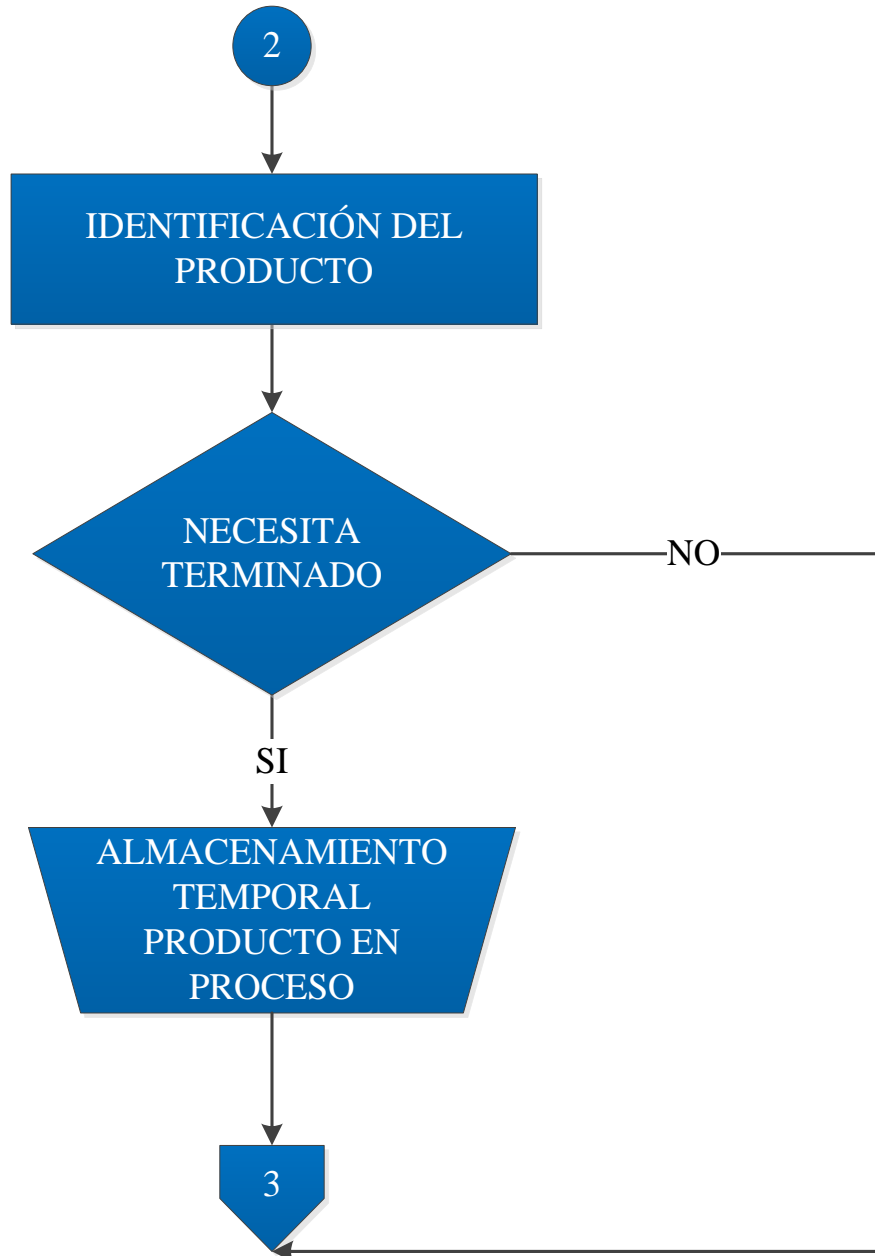 2
IDENTIFICACIÓN DEL
PRODUCTO
NECESITA
TERMINADO
NO
SI
ALMACENAMIENTO
TEMPORAL
PRODUCTO EN
PROCESO
3